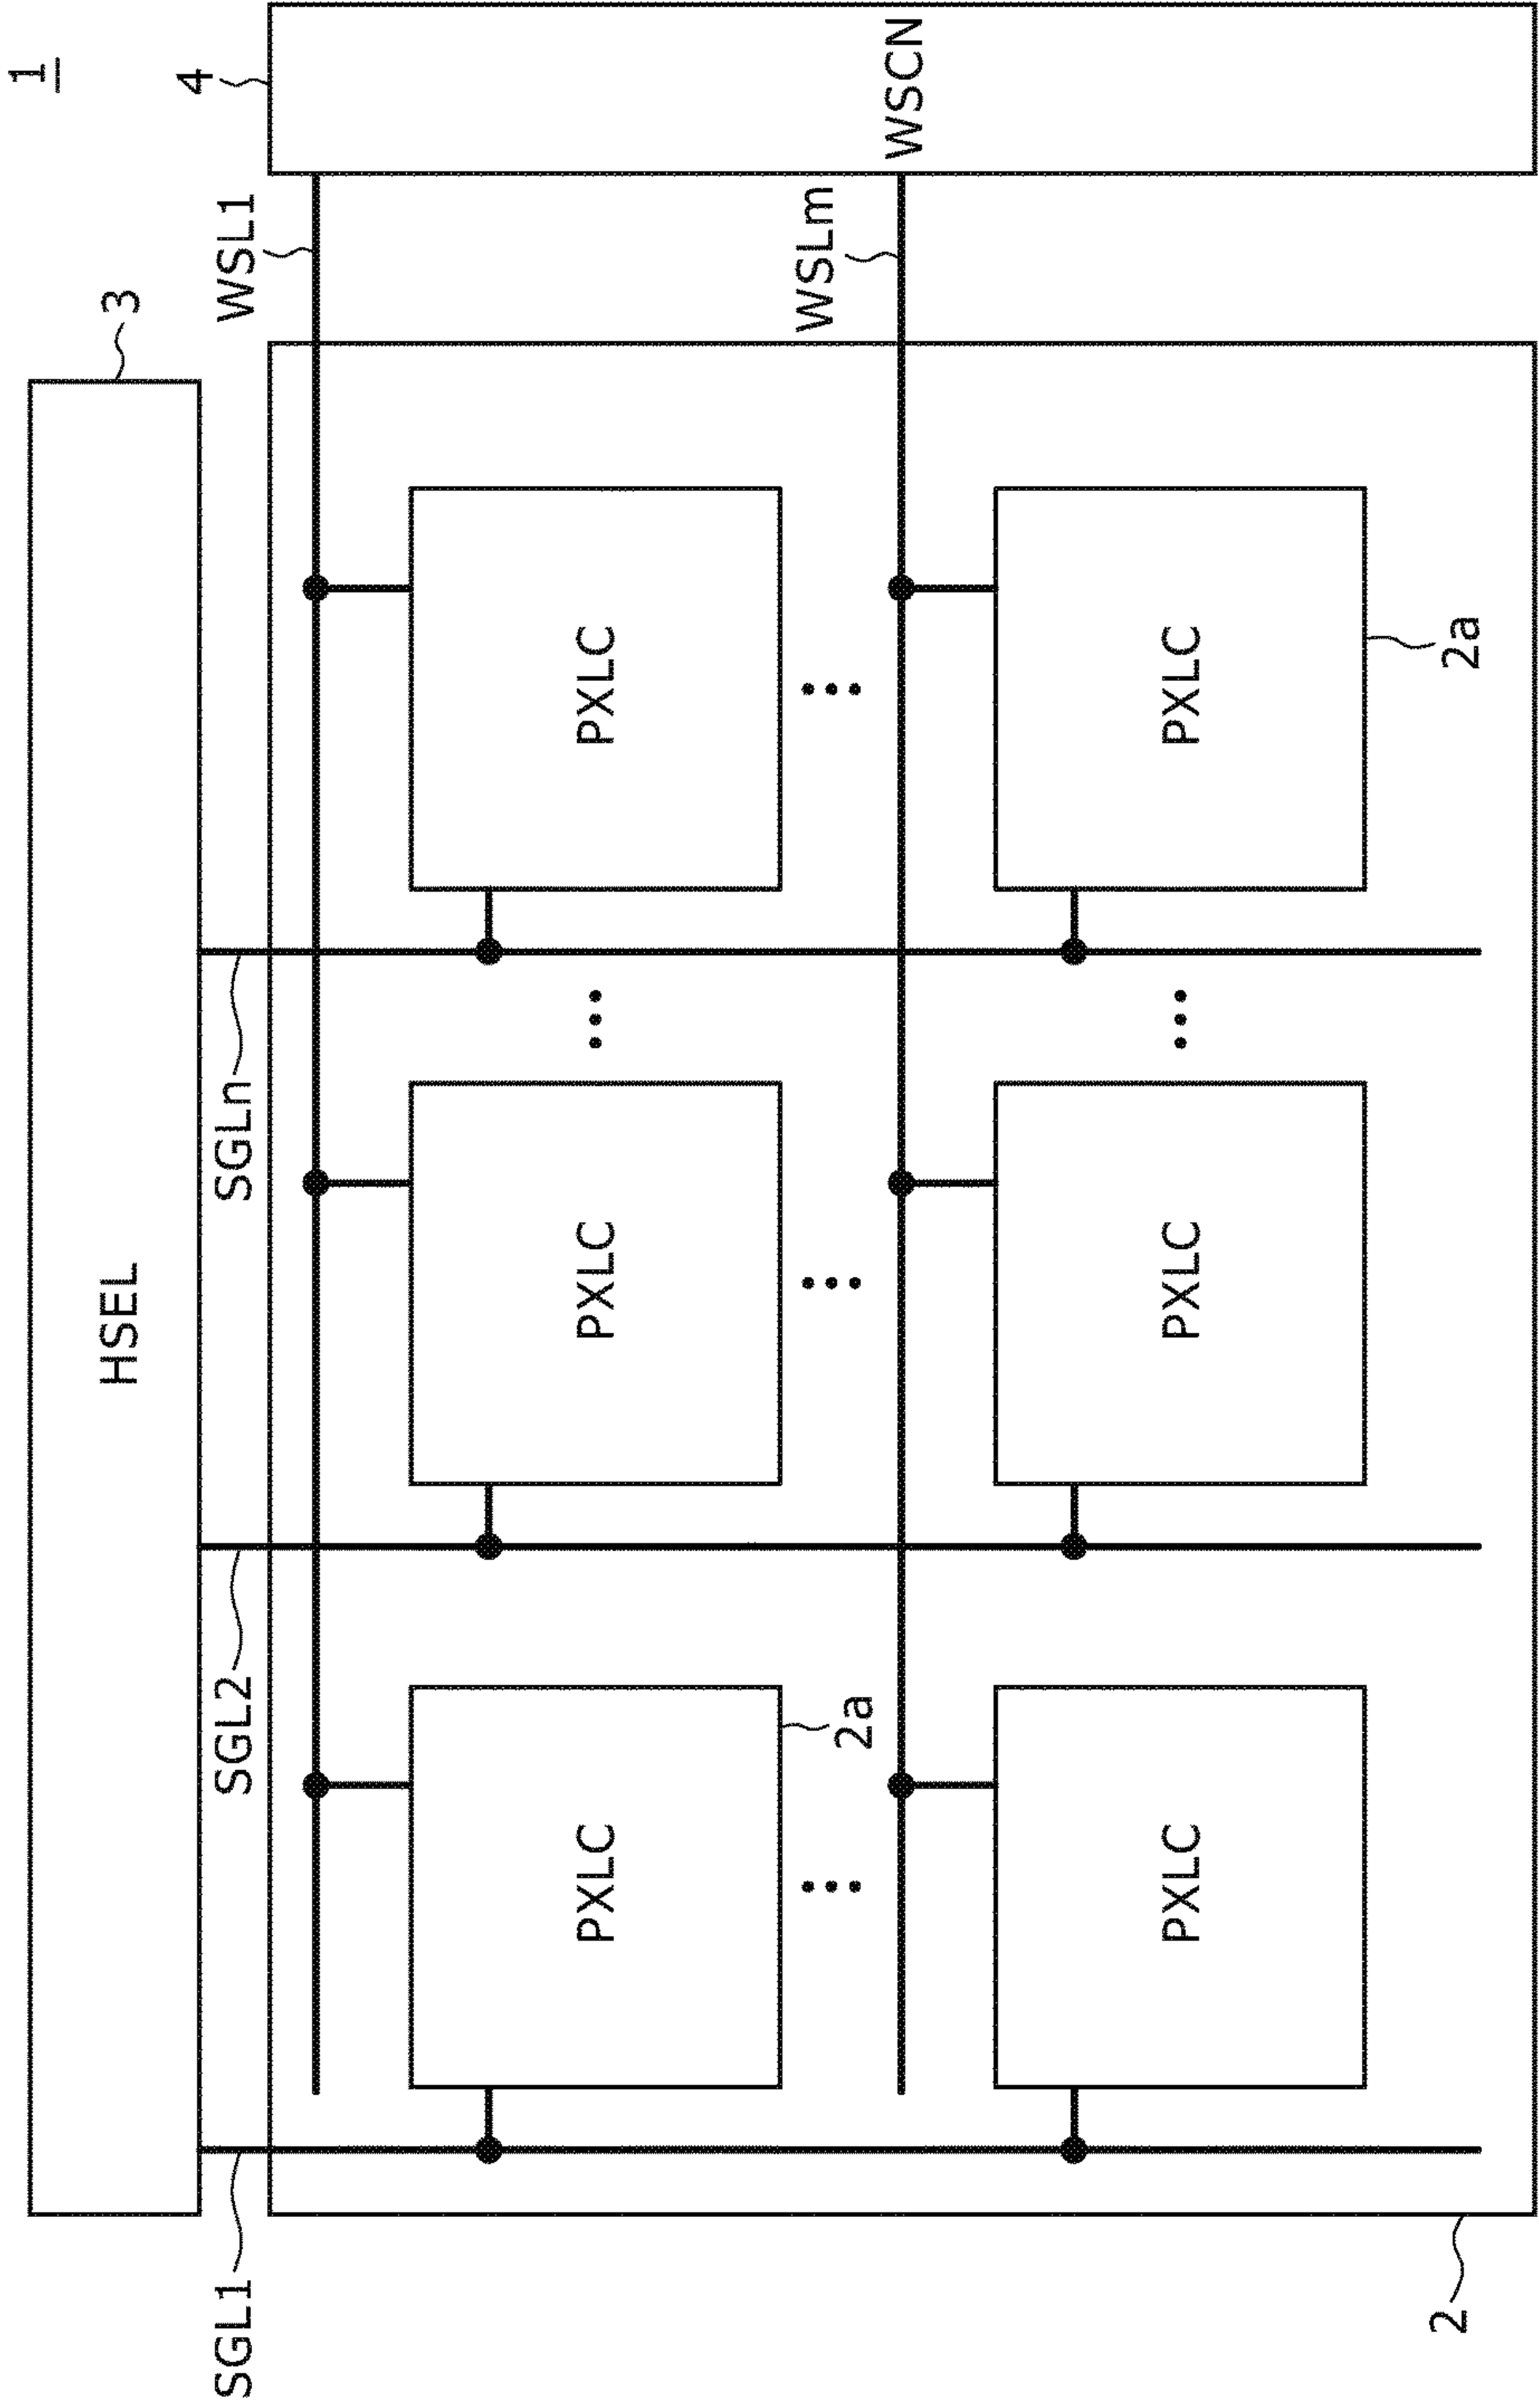 1
HSEL
3
4
SGL1
SGL2
SGLn
WSL1
PXLC
PXLC
PXLC
WSLm
2a
WSCN
PXLC
PXLC
PXLC
2
2a